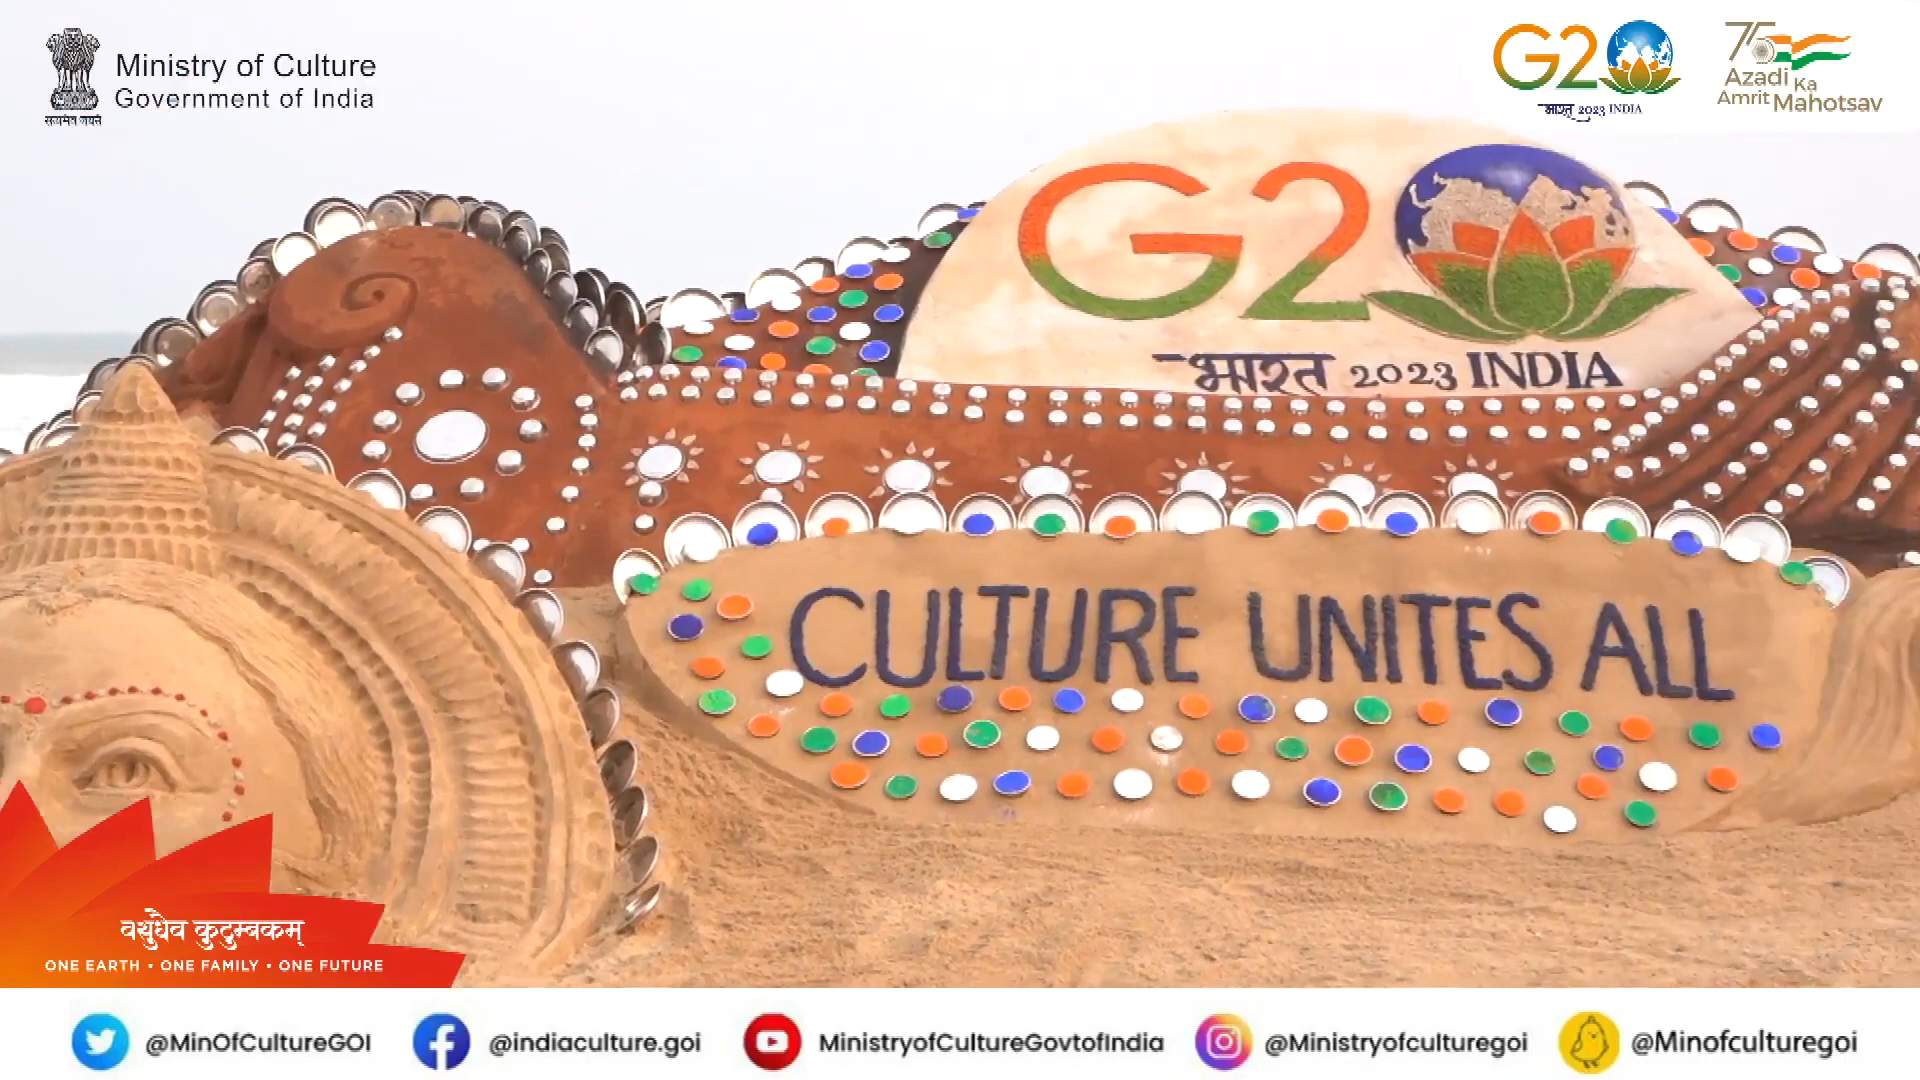 सत्यमेव जयते
Ministry of Culture
Government of India
G20
भारत 2023 INDIA
75
Azadi Ka
Amrit Mahotsav
G20
भारत 2023 INDIA
CULTURE UNITES ALL
वसुधैव कुटुम्बकम्
ONE EARTH • ONE FAMILY • ONE FUTURE
@MinOfCultureGOI
@indiaculture.goi
MinistryofCultureGovtofIndia
@Ministryofculturegoi
@Minofculturegoi